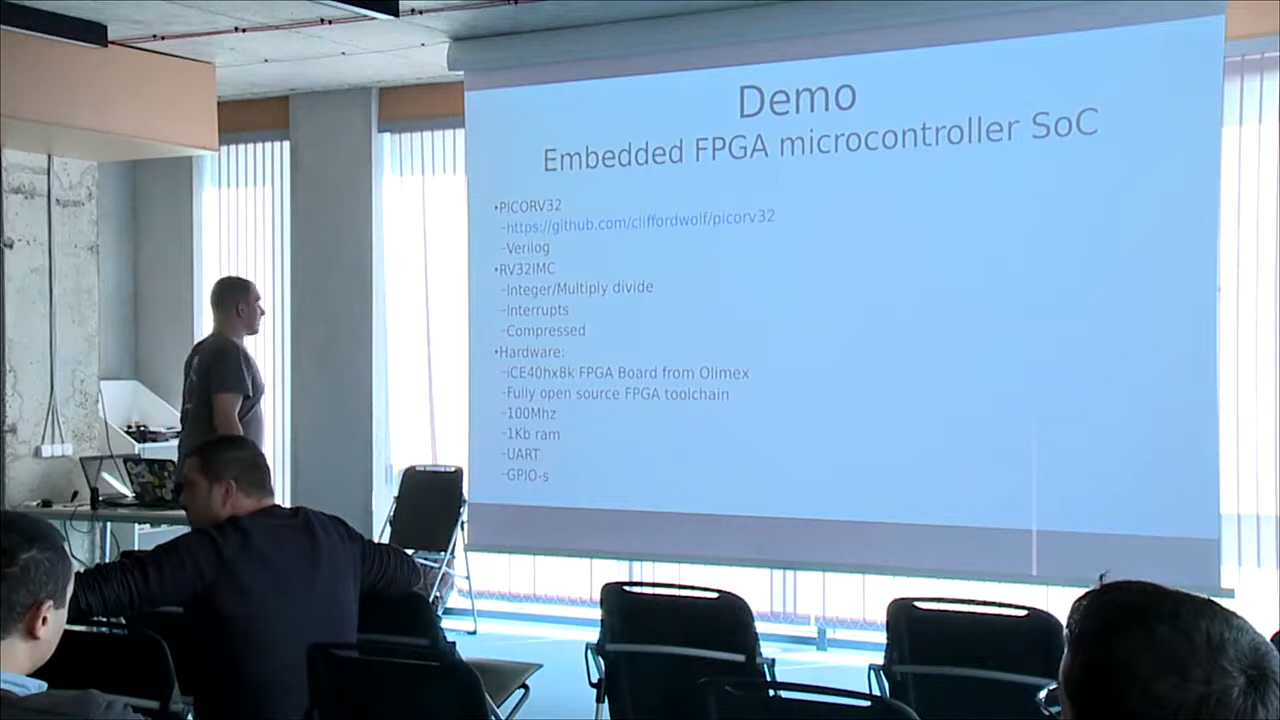 Demo
Embedded FPGA microcontroller SoC
•PICORV32
–https://github.com/cliffordwolf/picorv32
–Verilog
•RV32IMC
–Integer/Multiply divide
–Interrupts
–Compressed
•Hardware:
–iCE40hx8k FPGA Board from Olimex
–Fully open source FPGA toolchain
–100Mhz
–1Kb ram
–UART
–GPIO-s